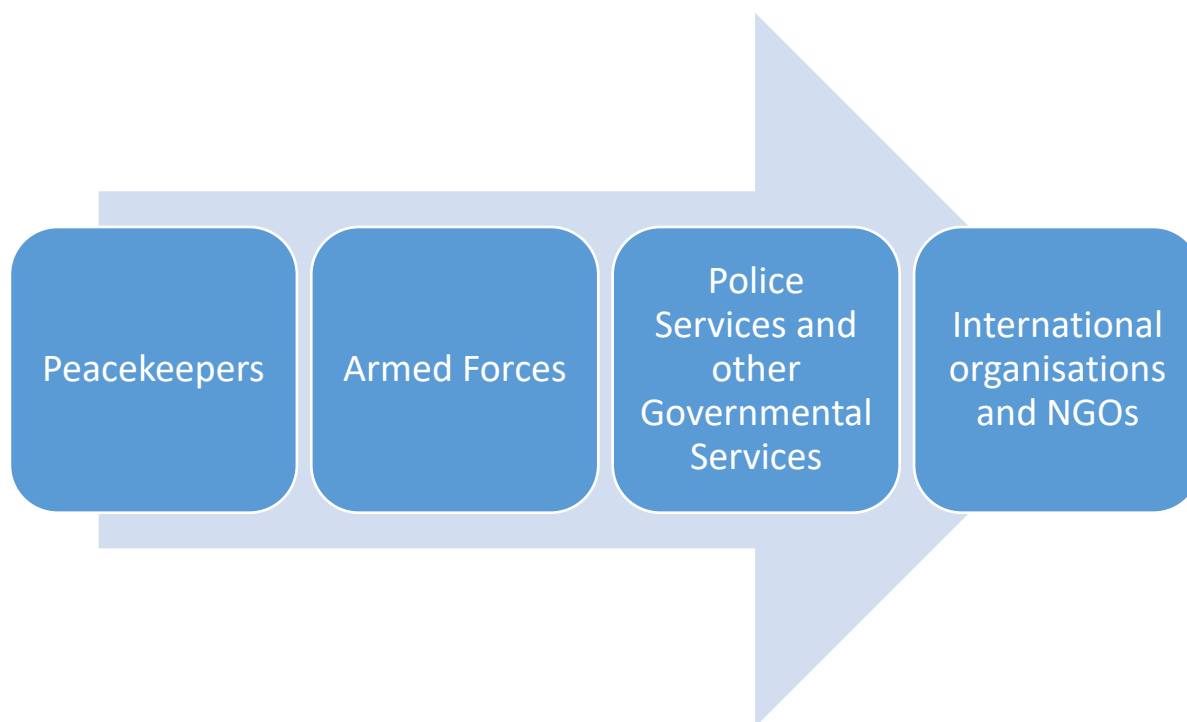 Peacekeepers
Armed Forces
Police
Services and
other
Governmental
Services
International
organisations
and NGOs